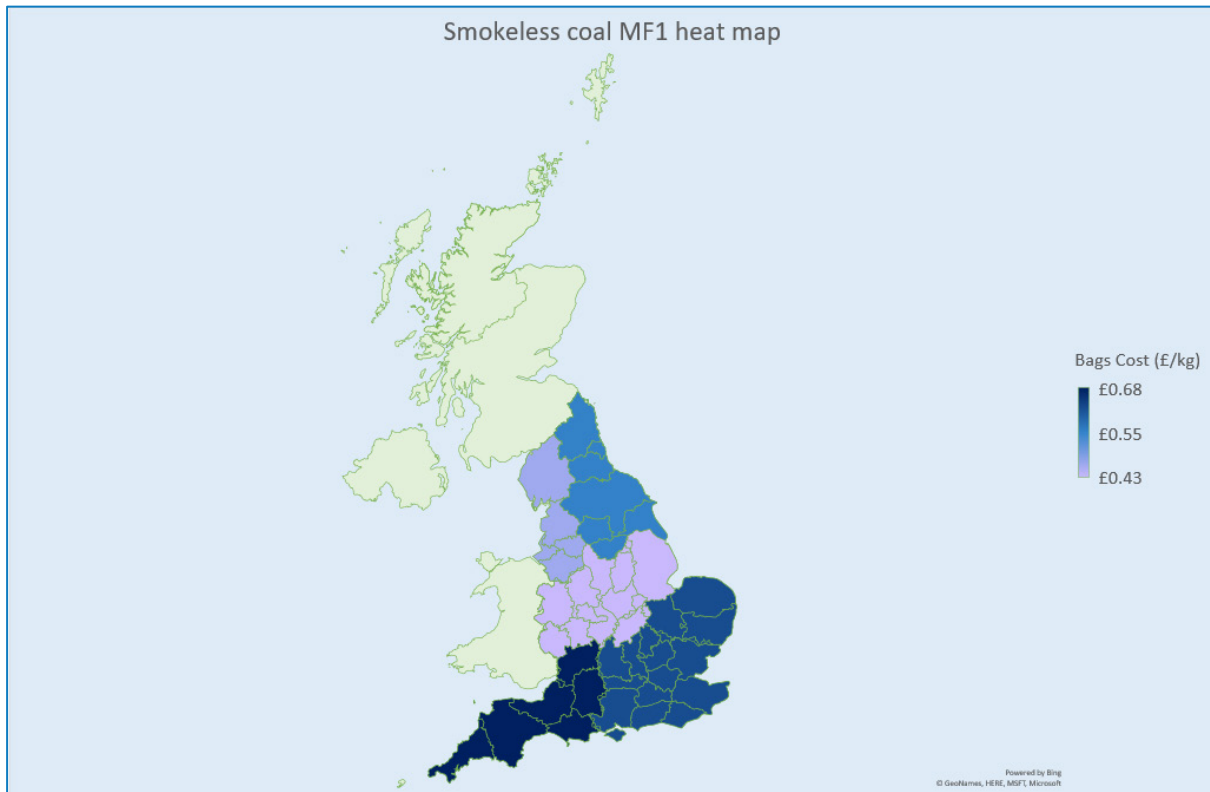 Smokeless coal MF1 heat map
Bags Cost (£/kg)
£0.68
£0.55
£0.43
Powered by Bing
© GeoNames, HERE, MSFT, Microsoft